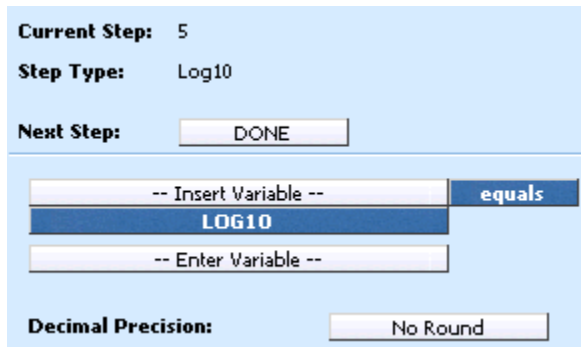 Current Step: 5
Step Type: Log10
Next Step: DONE
-- Insert Variable -- equals
LOG10
-- Enter Variable --
Decimal Precision: No Round